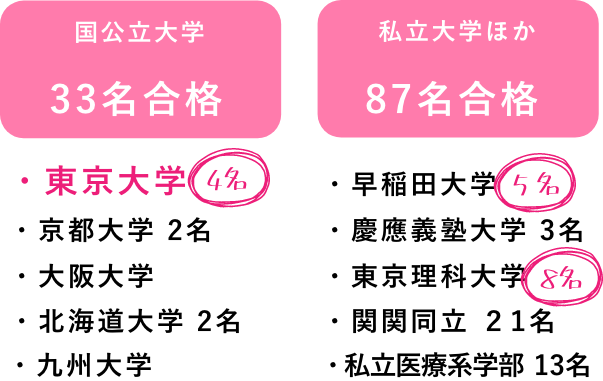 国公立大学
33名合格
・東京大学 4名
・京都大学 2名
・大阪大学
・北海道大学 2名
・九州大学
私立大学ほか
87名合格
・早稲田大学 5名
・慶應義塾大学 3名
・東京理科大学 8名
・関関同立 ２1名
・私立医療系学部 13名